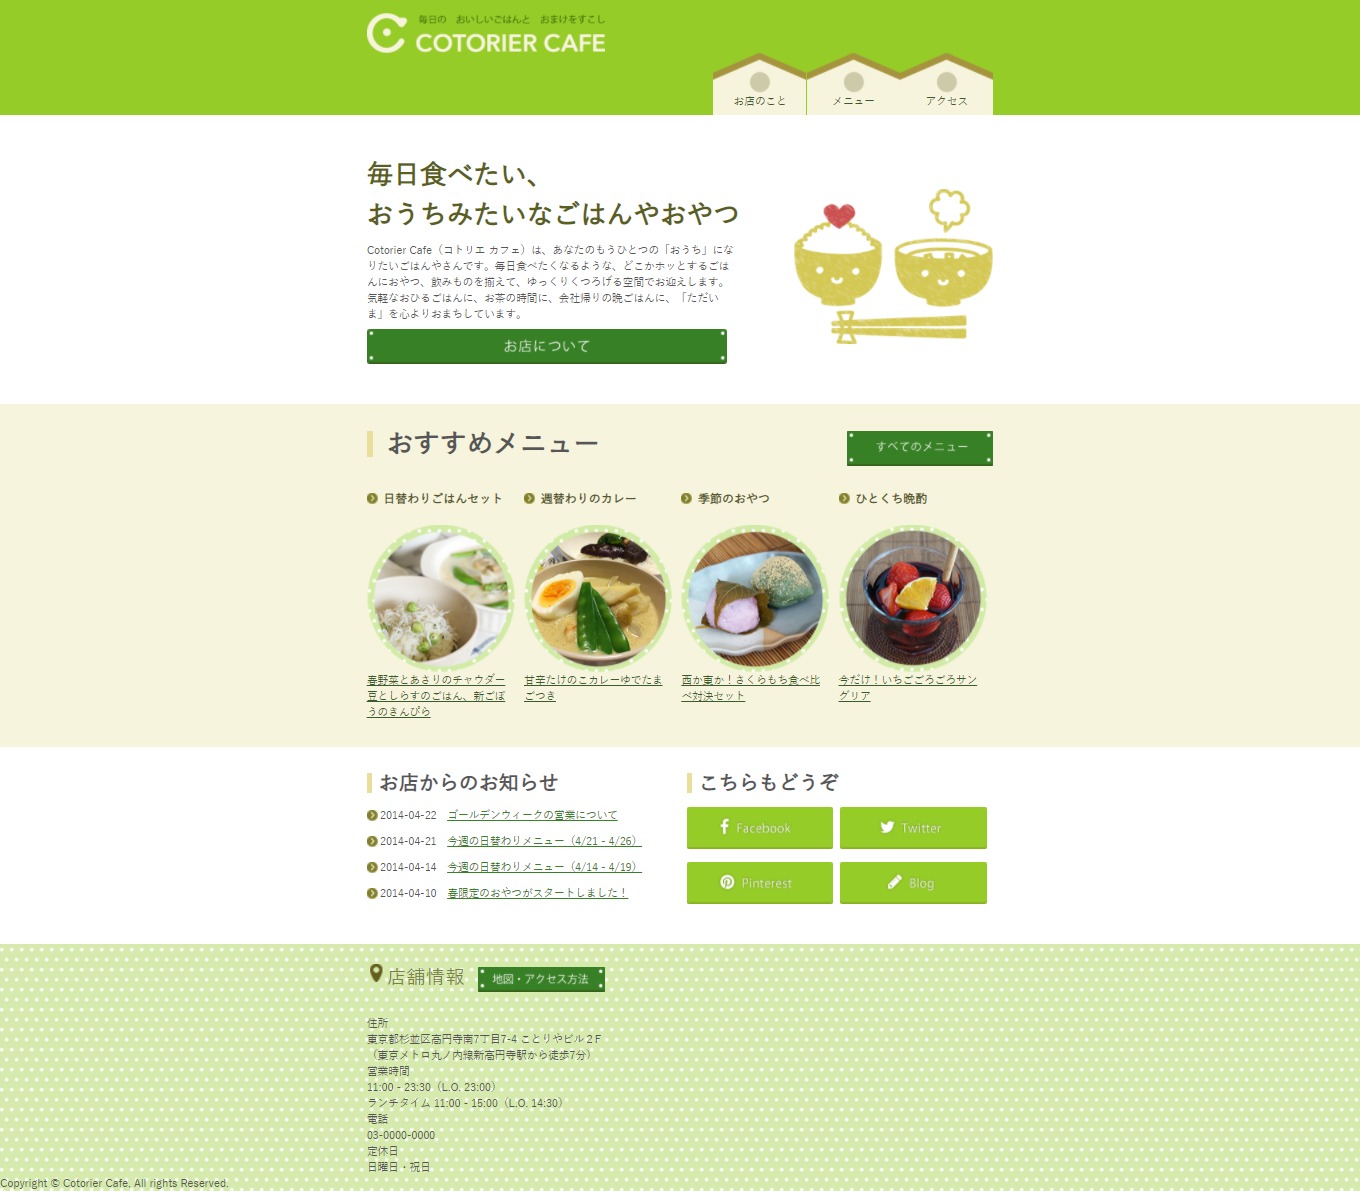 毎日の　おいしいごはんと　おまけをすこし
COTORIER CAFE
お店のこと
メニュー
アクセス
毎日食べたい、
おうちみたいなごはんやおやつ
Cotorier Cafe（コトリエ カフェ）は、あなたのもうひとつの「おうち」にな
りたいごはんやさんです。毎日食べたくなるような、どこかホッとするごは
んにおやつ、飲みものを揃えて、ゆっくりくつろげる空間でお迎えします。
気軽なおひるごはんに、お茶の時間に、会社帰りの晩ごはんに、「ただい
ま」を心よりおまちしています。
お店について
おすすめメニュー
すべてのメニュー
日替わりごはんセット
週替わりのカレー
季節のおやつ
ひとくち晩酌
春野菜とあさりのチャウダー
豆としらすのごはん、新ごぼ
うのきんぴら
甘辛たけのこカレーゆでたま
ごつき
西か東か！さくらもち食べ比
べ対決セット
今だけ！いちごごろごろサン
グリア
お店からのお知らせ
2014-04-22 ゴールデンウィークの営業について
2014-04-21 今週の日替わりメニュー（4/21 - 4/26）
2014-04-14 今週の日替わりメニュー（4/14 - 4/19）
2014-04-10 春限定のおやつがスタートしました！
こちらもどうぞ
Facebook
Twitter
Pinterest
Blog
店舗情報
地図・アクセス方法
住所
東京都杉並区高円寺南7丁目7-4 ことりやビル２F
（東京メトロ丸ノ内線新高円寺駅から徒歩7分）
営業時間
11:00 - 23:30（L.O. 23:00）
ランチタイム 11:00 - 15:00（L.O. 14:30）
電話
03-0000-0000
定休日
日曜日・祝日
Copyright © Cotorier Cafe, All rights Reserved.